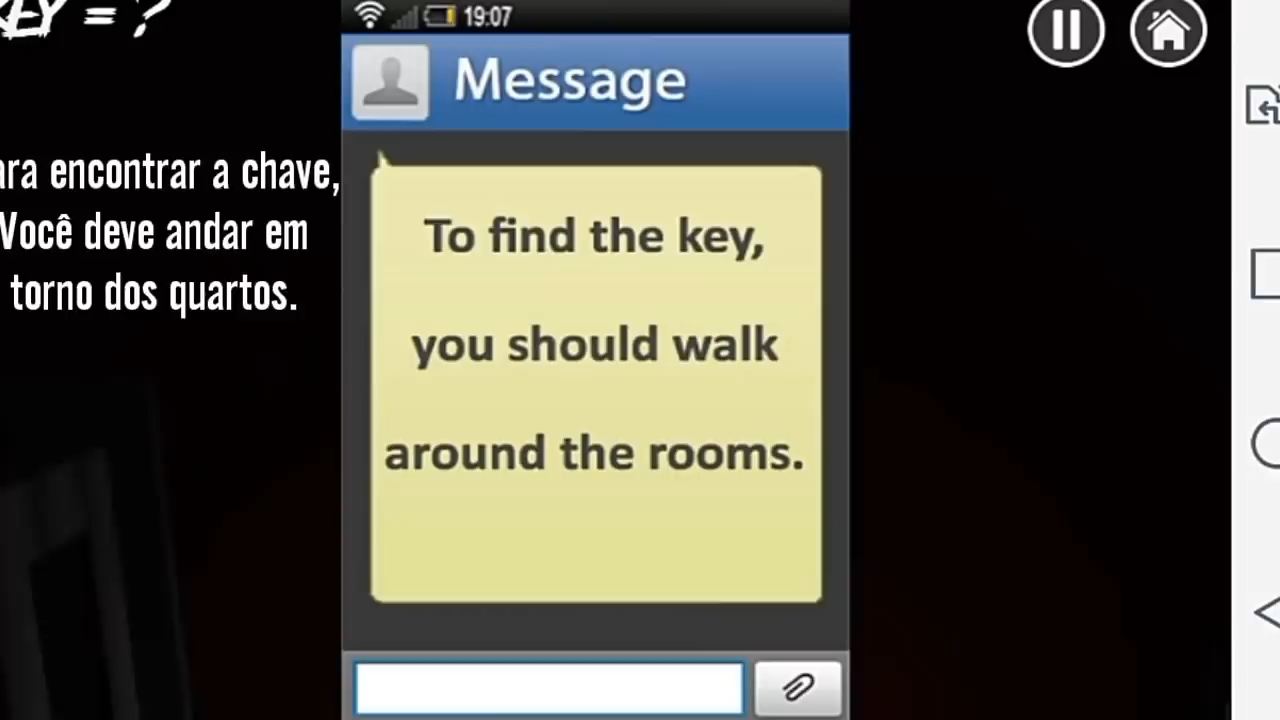 = ?
19:07
Message
encontrar a chave,
Você deve andar em
torno dos quartos.
To find the key,
you should walk
around the rooms.